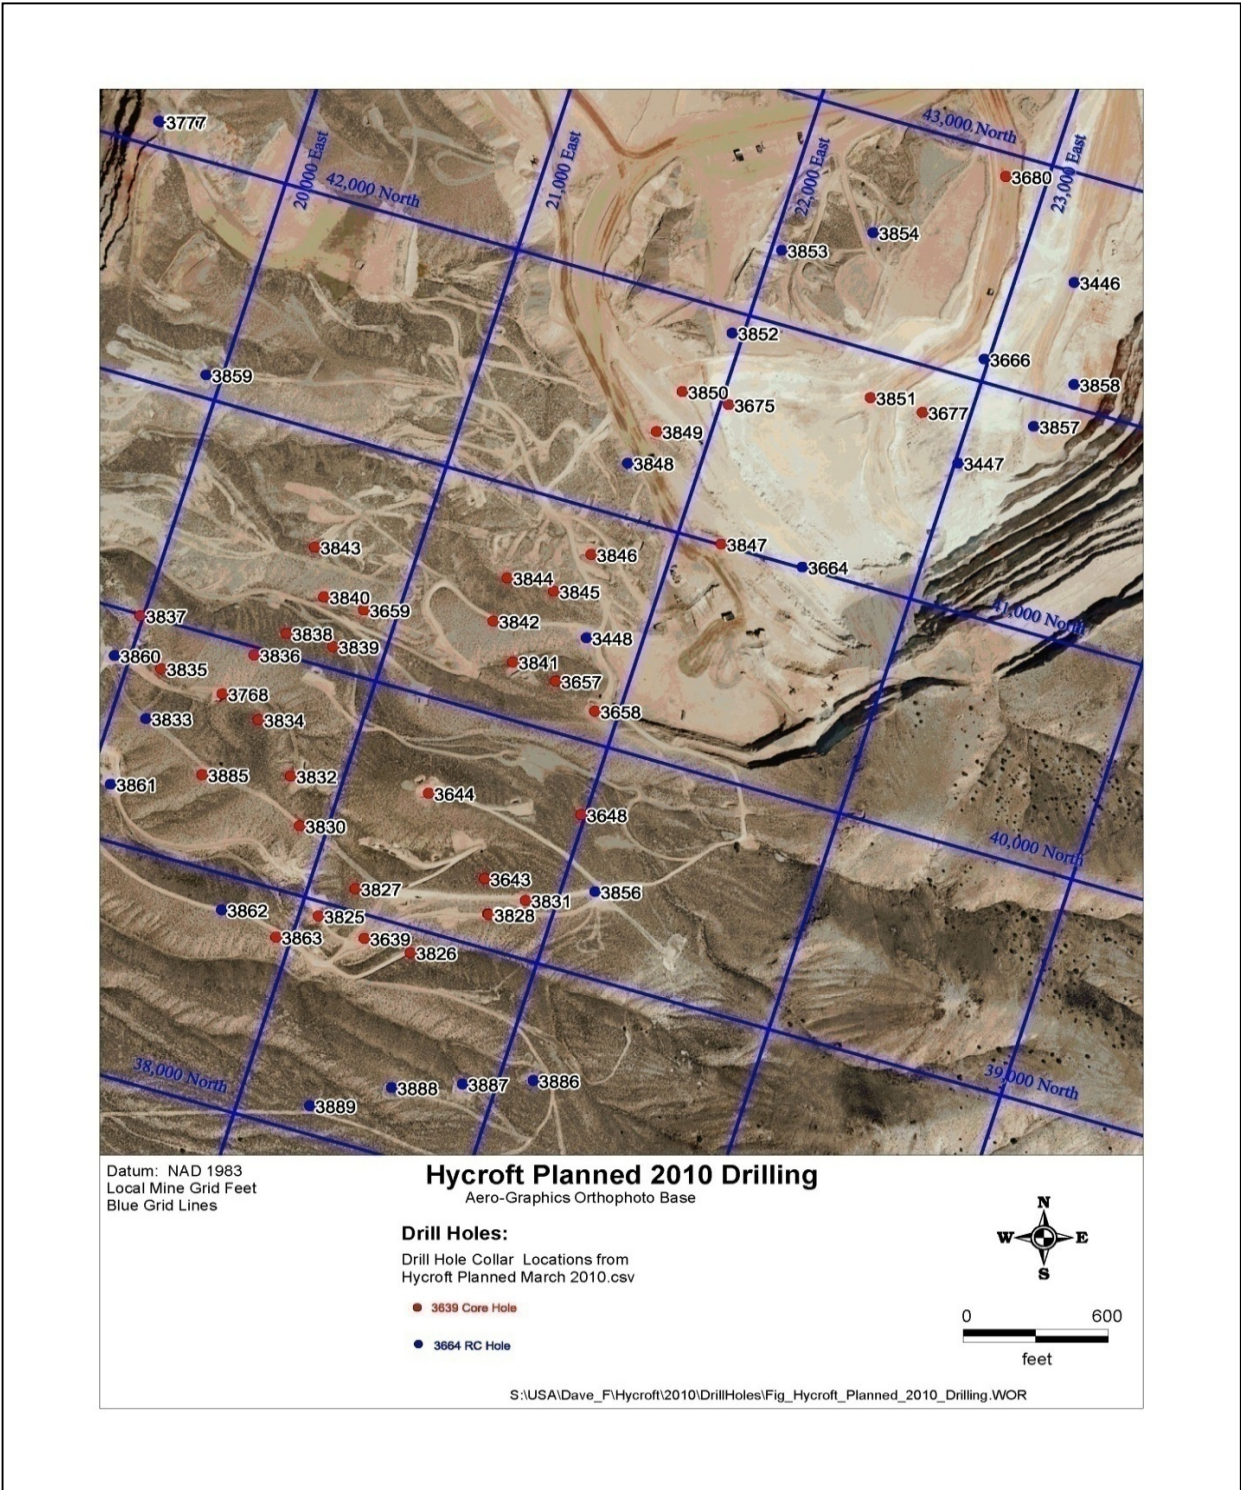 43,000 North
3777
20,000 East
21,000 East
22,000 East
23,000 East
42,000 North
3680
3854
3853
3446
3852
3666
3859
3858
3850
3851
3675
3677
3849
3857
3848
3447
3843
3847
3846
3664
3844
3845
3840
3659
41,000 North
3837
3842
3838
3448
3839
3860
3836
3835
3841
3657
3768
3658
3833
3834
3885
3832
3861
3644
3648
3830
40,000 North
3643
3827
3856
3831
3862
3825
3828
3863
3639
3826
38,000 North
39,000 North
3888
3887
3886
3889
Datum: NAD 1983
Local Mine Grid Feet
Blue Grid Lines
Hycroft Planned 2010 Drilling
Aero-Graphics Orthophoto Base
Drill Holes:
Drill Hole Collar Locations from
Hycroft Planned March 2010.csv
3639 Core Hole
3664 RC Hole
N
W E
S
0 600
feet
S:\USA\Dave_F\Hycroft\2010\DrillHoles\Fig_Hycroft_Planned_2010_Drilling.WOR